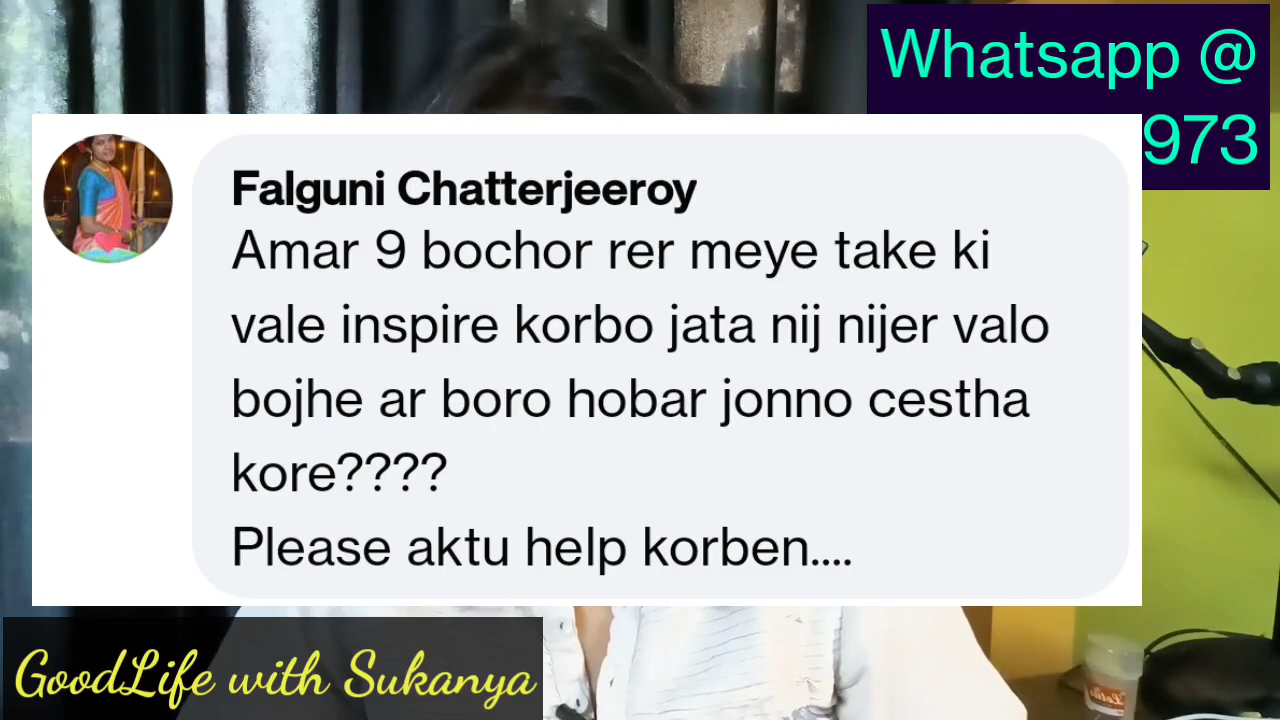 Whatsapp @
973
Falguni Chatterjeeroy
Amar 9 bochor rer meye take ki
vale inspire korbo jata nij nijer valo
bojhe ar boro hobar jonno cestha
kore????
Please aktu help korben....
GoodLife with Sukanya